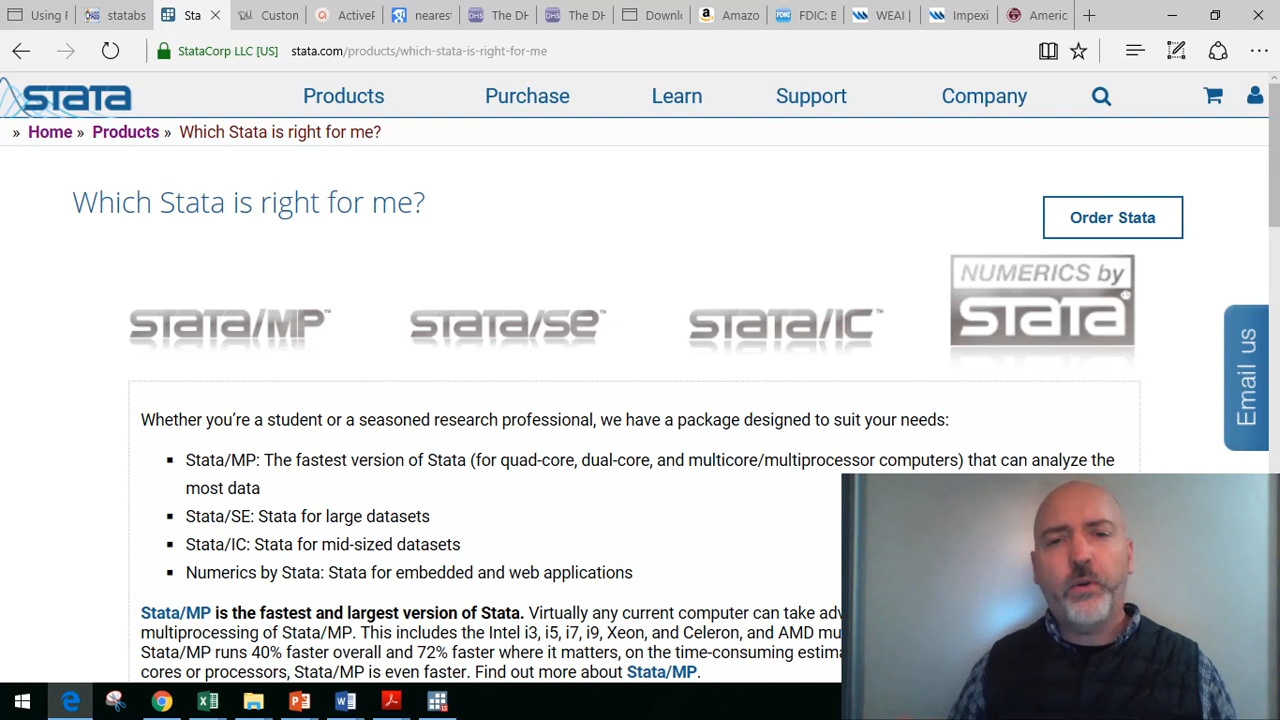 Using F
statabs
Sta
Custon
ActiveF
neares
The DH
The DH
Downlo
Amazo
FDIC: B
WEAI |
Impexi
Americ
StataCorp LLC [US]
stata.com/products/which-stata-is-right-for-me
stata
Products
Purchase
Learn
Support
Company
» Home » Products » Which Stata is right for me?
Which Stata is right for me?
Order Stata
stata/MP™
stata/se™
stata/IC™
NUMERICS by
stata®
Email us
Whether you're a student or a seasoned research professional, we have a package designed to suit your needs:
▪ Stata/MP: The fastest version of Stata (for quad-core, dual-core, and multicore/multiprocessor computers) that can analyze the
most data
▪ Stata/SE: Stata for large datasets
▪ Stata/IC: Stata for mid-sized datasets
▪ Numerics by Stata: Stata for embedded and web applications
Stata/MP is the fastest and largest version of Stata. Virtually any current computer can take adv
multiprocessing of Stata/MP. This includes the Intel i3, i5, i7, i9, Xeon, and Celeron, and AMD mu
Stata/MP runs 40% faster overall and 72% faster where it matters, on the time-consuming estima
cores or processors, Stata/MP is even faster. Find out more about Stata/MP.